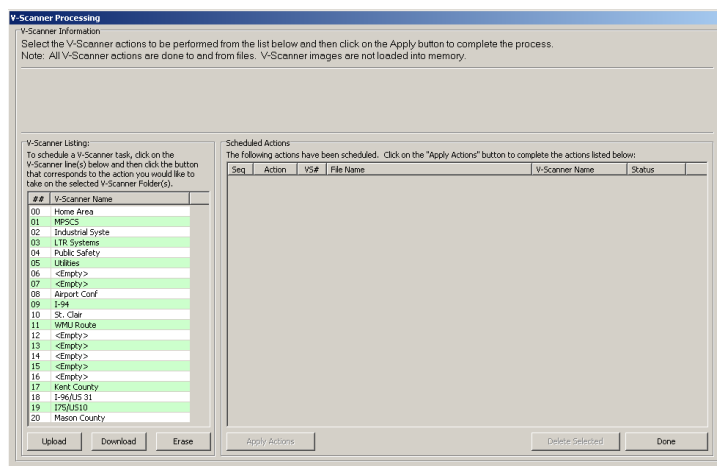 V-Scanner Processing
V-Scanner Information
Select the V-Scanner actions to be performed from the list below and then click on the Apply button to complete the process.
Note: All V-Scanner actions are done to and from files. V-Scanner images are not loaded into memory.
V-Scanner Listing:
To schedule a V-Scanner task, click on the
V-Scanner line(s) below and then click the button
that corresponds to the action you would like to
take on the selected V-Scanner Folder(s).
## V-Scanner Name
00 Home Area
01 MPSCS
02 Industrial Syste
03 LTR Systems
04 Public Safety
05 Utilities
06 <Empty>
07 <Empty>
08 Airport Conf
09 I-94
10 St. Clair
11 WMU Route
12 <Empty>
13 <Empty>
14 <Empty>
15 <Empty>
16 <Empty>
17 Kent County
18 I-96/US 31
19 I75/US10
20 Mason County
Upload Download Erase
Scheduled Actions
The following actions have been scheduled. Click on the "Apply Actions" button to complete the actions listed below:
Seq Action VS# File Name V-Scanner Name Status
Apply Actions Delete Selected Done